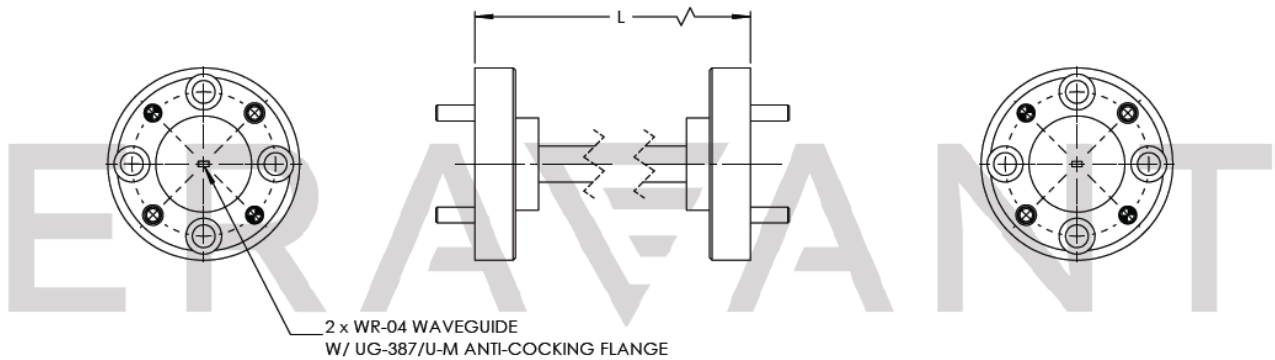 L
ERAVANT
2 x WR-04 WAVEGUIDE
W/ UG-387/U-M ANTI-COCKING FLANGE